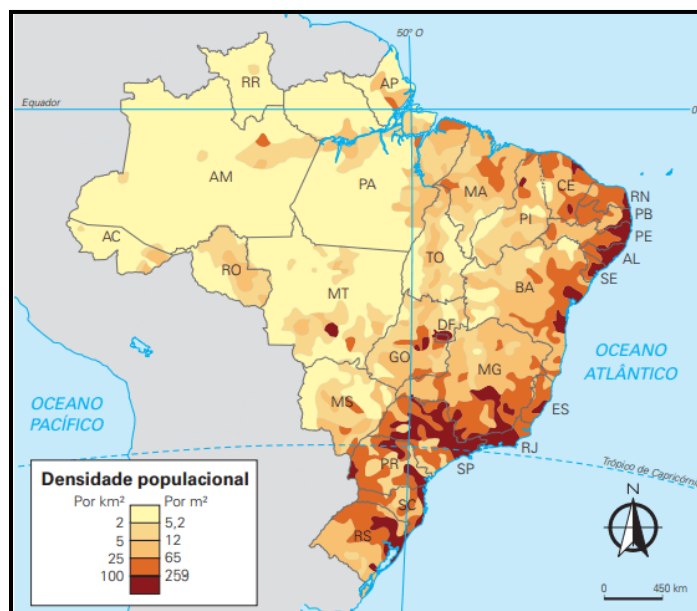 50° O
RR
AP
Equador
0
AM
PA
MA
CE
RN
PB
PE
AL
SE
PI
AC
RO
TO
BA
MT
DF
GO
MG
OCEANO
ATLÂNTICO
OCEANO
PACÍFICO
MS
ES
RJ
SP
Trópico de Capricórni
PR
SC
RS
Densidade populacional
Por km² Por m²
2 5,2
5 12
25 65
100 259
N
0 450 km